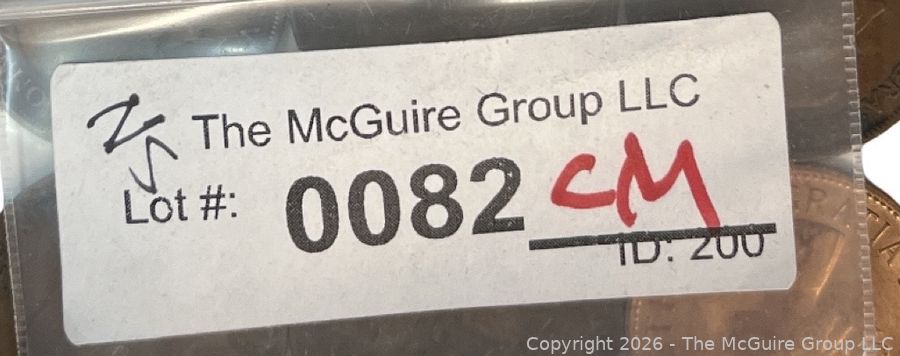 The McGuire Group LLC
Lot #: 0082 CM
ID: 200
Copyright 2026 - The McGuire Group LLC